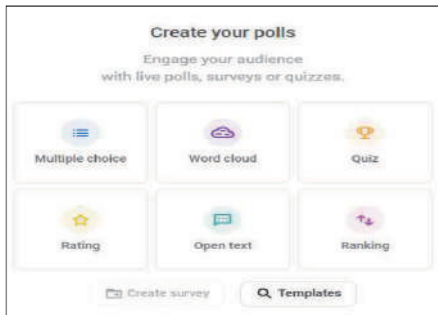 Create your polls
Engage your audience
with live polls, surveys or quizzes.
Multiple choice
Word cloud
Quiz
Rating
Open text
Ranking
Create survey
Templates